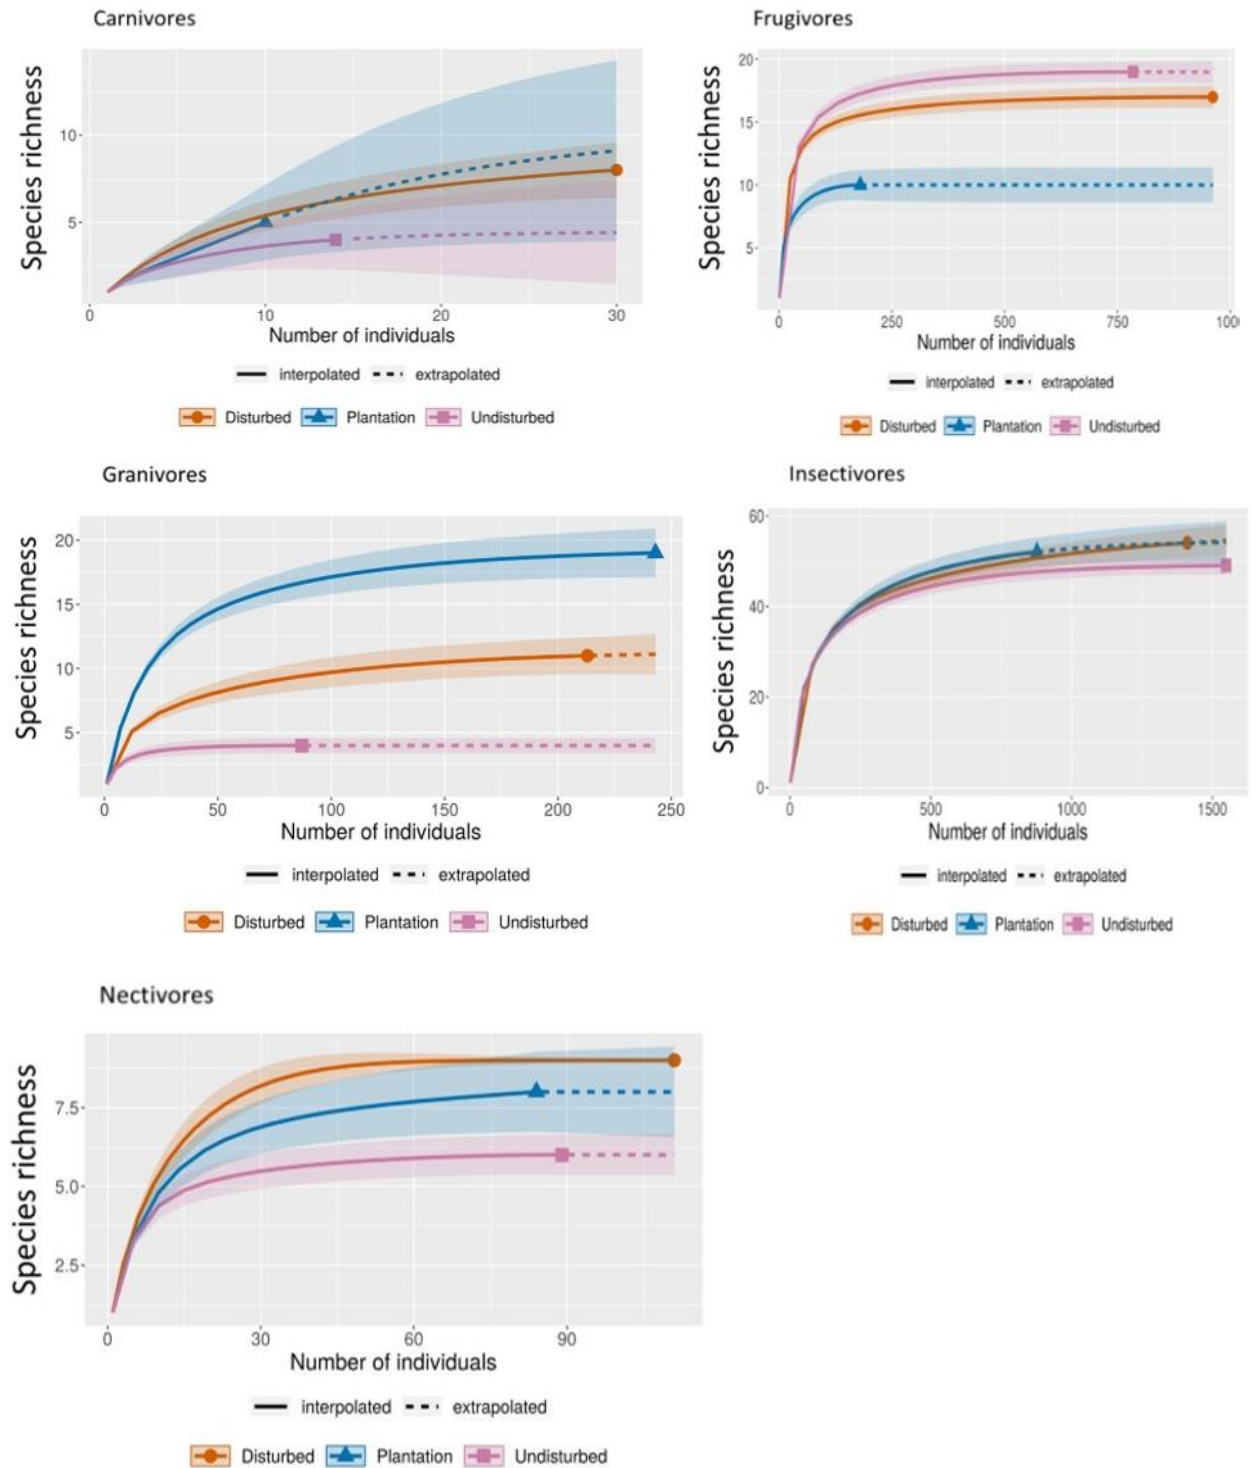 Carnivores
Species richness
10
5
0
10
20
30
Number of individuals
interpolated extrapolated
Disturbed Plantation Undisturbed
Frugivores
Species richness
20
15
10
5
0
250
500
750
1000
Number of individuals
interpolated extrapolated
Disturbed Plantation Undisturbed
Granivores
Species richness
20
15
10
5
0
50
100
150
200
250
Number of individuals
interpolated extrapolated
Disturbed Plantation Undisturbed
Insectivores
Species richness
60
40
20
0
0
500
1000
1500
Number of individuals
interpolated extrapolated
Disturbed Plantation Undisturbed
Nectivores
Species richness
7.5
5.0
2.5
0
30
60
90
Number of individuals
interpolated extrapolated
Disturbed Plantation Undisturbed